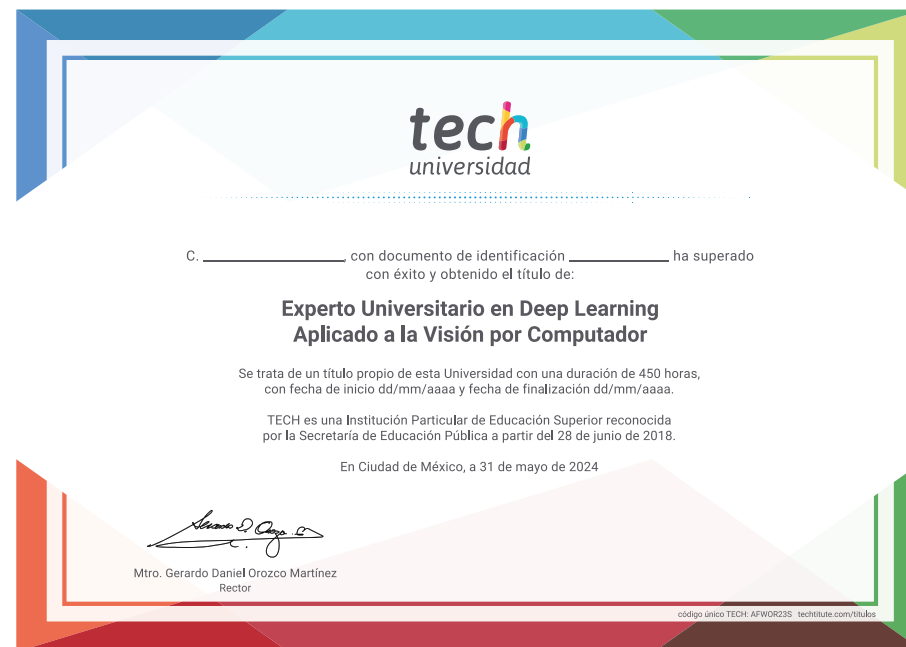 tech
universidad
C. ____________, con documento de identificación ____________ ha superado
con éxito y obtenido el título de:
Experto Universitario en Deep Learning
Aplicado a la Visión por Computador
Se trata de un título propio de esta Universidad con una duración de 450 horas,
con fecha de inicio dd/mm/aaaa y fecha de finalización dd/mm/aaaa.
TECH es una Institución Particular de Educación Superior reconocida
por la Secretaría de Educación Pública a partir del 28 de junio de 2018.
En Ciudad de México, a 31 de mayo de 2024
Mtro. Gerardo Daniel Orozco Martínez
Rector
código único TECH: AFWOR23S techtitute.com/titulos